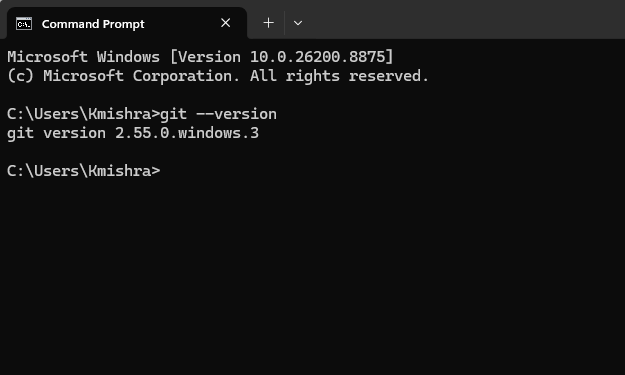 Command Prompt
Microsoft Windows [Version 10.0.26200.8875]
(c) Microsoft Corporation. All rights reserved.
C:\Users\Kmishra>git --version
git version 2.55.0.windows.3
C:\Users\Kmishra>